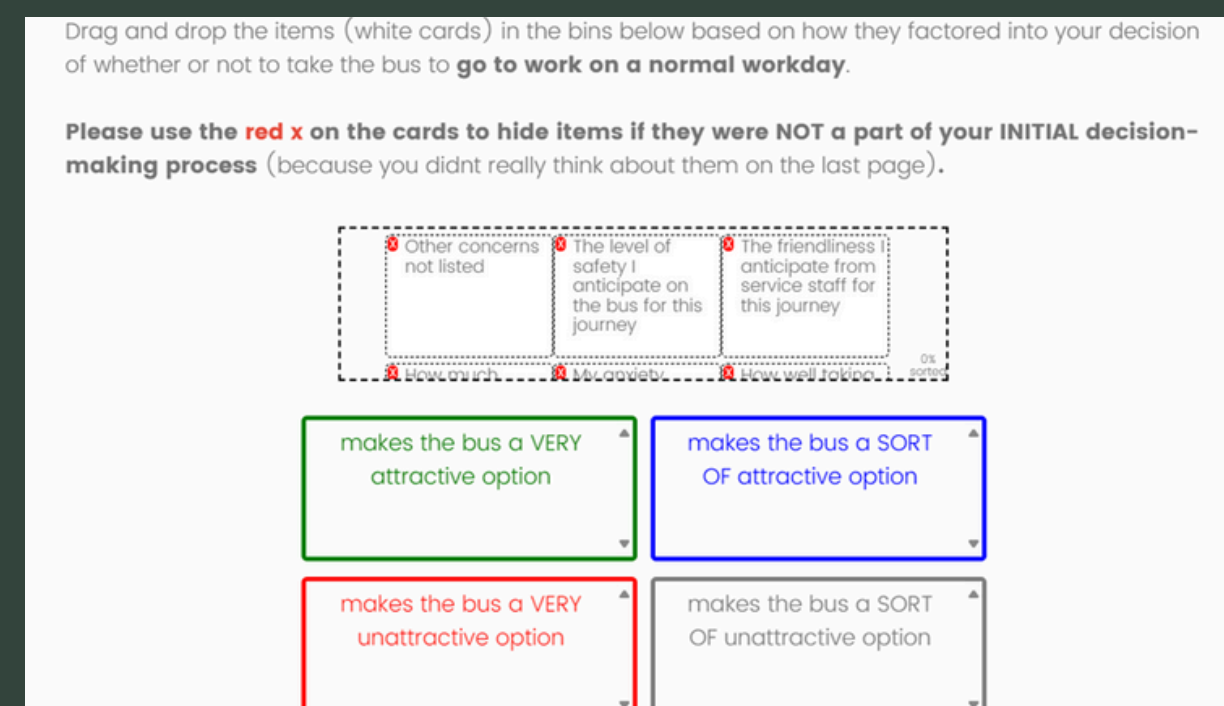 Drag and drop the items (white cards) in the bins below based on how they factored into your decision
of whether or not to take the bus to go to work on a normal workday.
Please use the red x on the cards to hide items if they were NOT a part of your INITIAL decision-
making process (because you didnt really think about them on the last page).
x Other concerns
not listed
x The level of
safety I
anticipate on
the bus for this
journey
x The friendliness I
anticipate from
service staff for
this journey
x How much
x My anxiety
x How well taking
0%
sorted
makes the bus a VERY
attractive option
makes the bus a SORT
OF attractive option
makes the bus a VERY
unattractive option
makes the bus a SORT
OF unattractive option